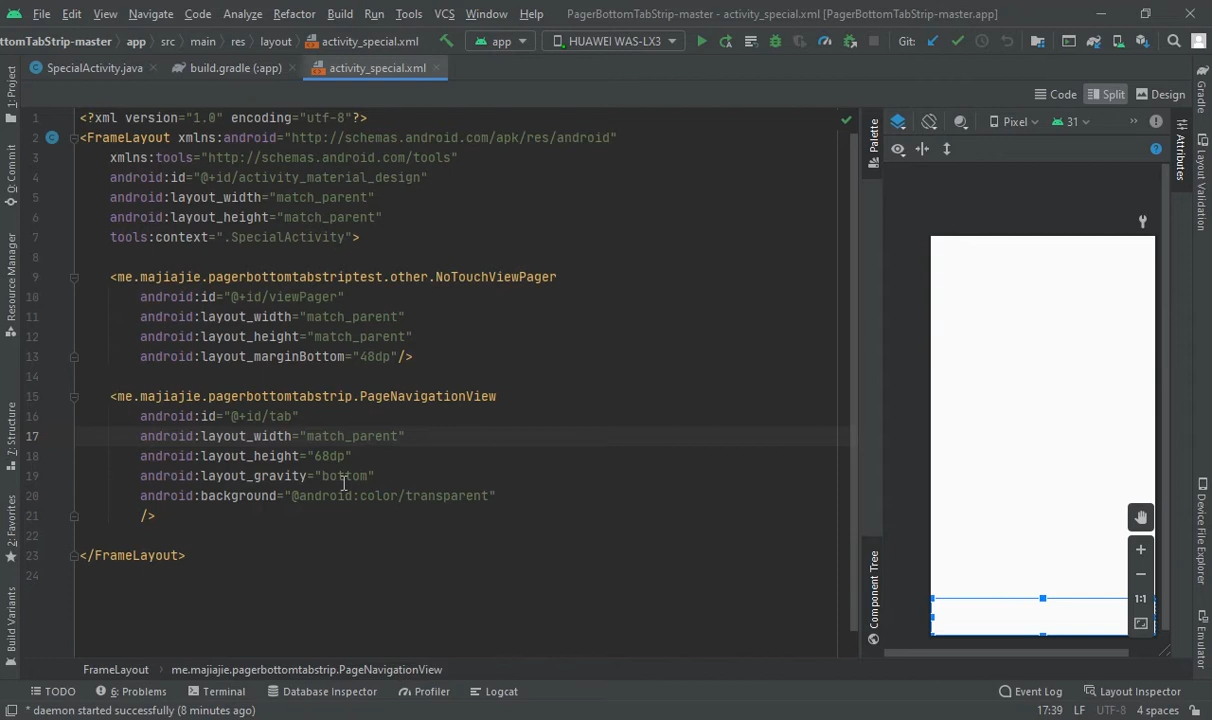 File Edit View Navigate Code Analyze Refactor Build Run Tools VCS Window Help PagerBottomTabStrip-master - activity_special.xml [PagerBottomTabStrip-master.app]
ottomTabStrip-master app src main res layout activity_special.xml app HUAWEI WAS-LX3 Git:
SpecialActivity.java build.gradle (:app) activity_special.xml
Code Split Design
Pixel 31
1 <?xml version="1.0" encoding="utf-8"?>
2 <FrameLayout xmlns:android="http://schemas.android.com/apk/res/android"
3 xmlns:tools="http://schemas.android.com/tools"
4 android:id="@+id/activity_material_design"
5 android:layout_width="match_parent"
6 android:layout_height="match_parent"
7 tools:context=".SpecialActivity">
8
9 <me.majiajie.pagerbottomtabstriptest.other.NoTouchViewPager
10 android:id="@+id/viewPager"
11 android:layout_width="match_parent"
12 android:layout_height="match_parent"
13 android:layout_marginBottom="48dp"/>
14
15 <me.majiajie.pagerbottomtabstrip.PageNavigationView
16 android:id="@+id/tab"
17 android:layout_width="match_parent"
18 android:layout_height="68dp"
19 android:layout_gravity="bottom"
20 android:background="@android:color/transparent"
21 />
22
23 </FrameLayout>
24
1: Project
0: Commit
Resource Manager
7: Structure
2: Favorites
Build Variants
Palette
Component Tree
1:1
Attributes
Gradle
Layout Validation
Device File Explorer
Emulator
FrameLayout me.majiajie.pagerbottomtabstrip.PageNavigationView
TODO 6: Problems Terminal Database Inspector Profiler Logcat Event Log Layout Inspector
* daemon started successfully (8 minutes ago) 17:39 LF UTF-8 4 spaces